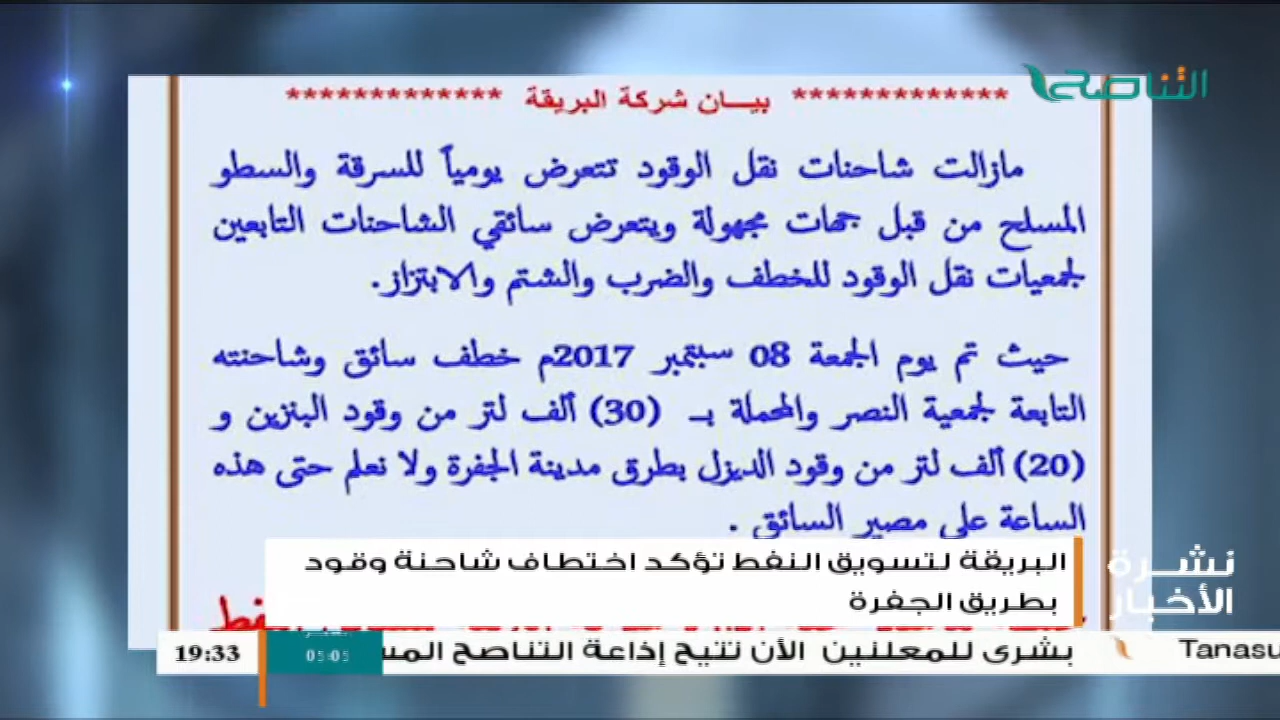 التناصح
************* بيـــان شركة البريقة *************
مازالت شاحنات نقل الوقود تتعرض يومياً للسرقة والسطو
المسلح من قبل جهات مجهولة ويتعرض سائقي الشاحنات التابعين
لجمعيات نقل الوقود للخطف والضرب والشتم والابتزاز.
حيث تم يوم الجمعة 08 سبتمبر 2017م خطف سائق وشاحنته
التابعة لجمعية النصر والمحملة بـ (30) ألف لتر من وقود البنزين و
(20) ألف لتر من وقود الديزل بطرق مدينة الجفرة ولا نعلم حتى هذه
الساعة على مصير السائق .
البريقة لتسويق النفط تؤكد اختطاف شاحنة وقود
بطريق الجفرة
نشرة
الأخبار
Tanasu بشرى للمعلنين الأن نتيح إذاعة التناصح المس
05:05
19:33